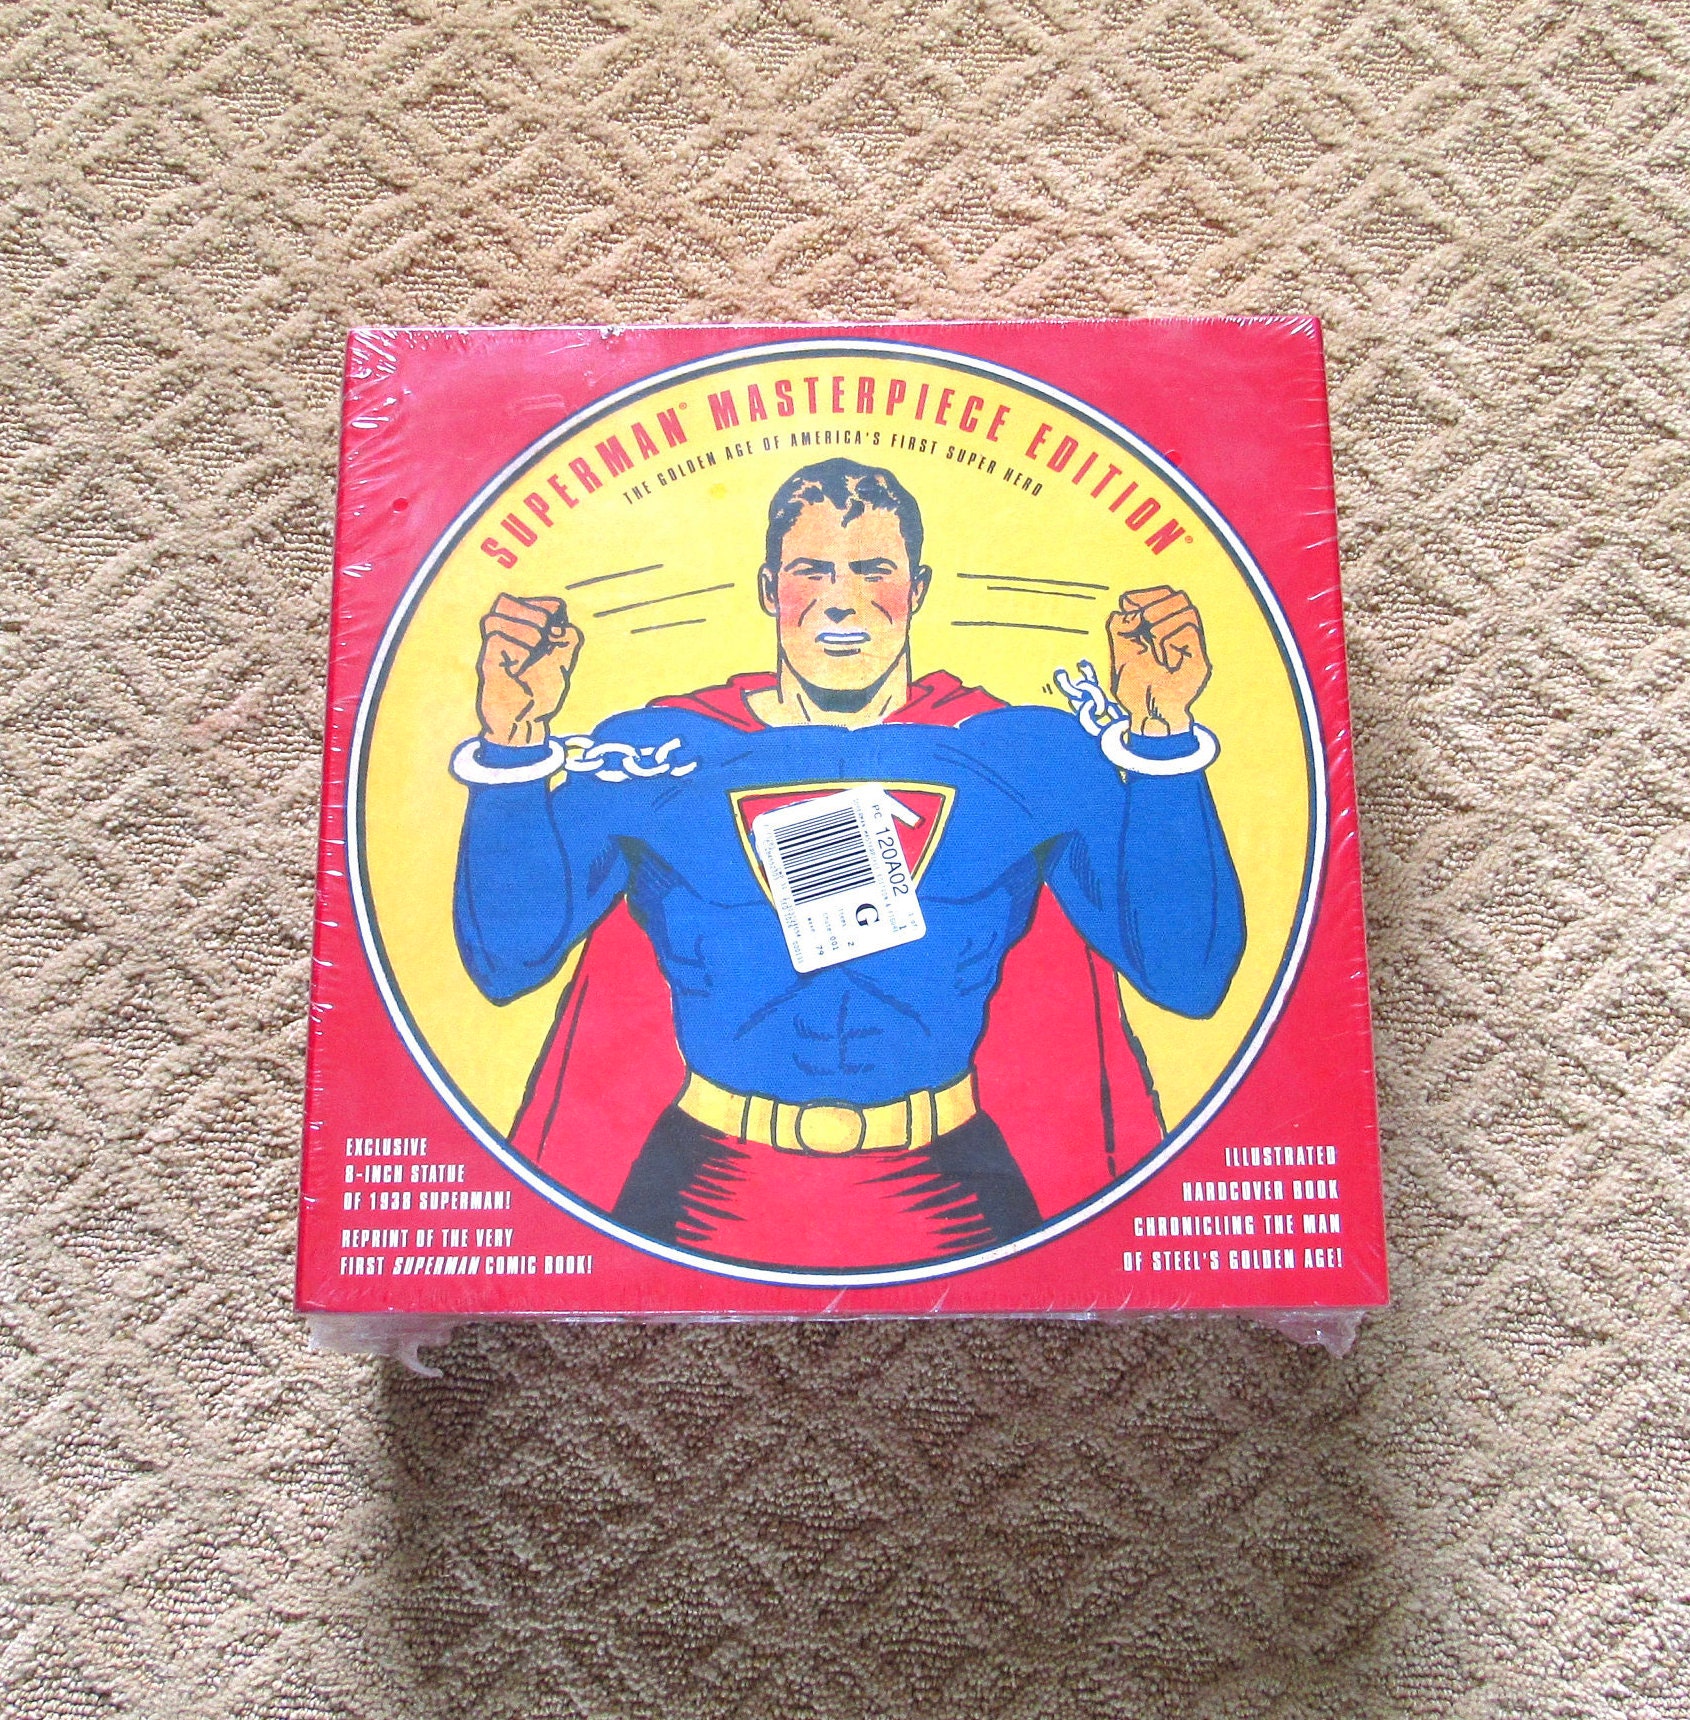 SUPERMAN® MASTERPIECE EDITION®
THE GOLDEN AGE OF AMERICA'S FIRST SUPER HERO
PKC 120A02
G
EXCLUSIVE
8-INCH STATUE
OF 1938 SUPERMAN!
REPRINT OF THE VERY
FIRST SUPERMAN COMIC BOOK!
ILLUSTRATED
HARDCOVER BOOK
CHRONICLING THE MAN
OF STEEL'S GOLDEN AGE!